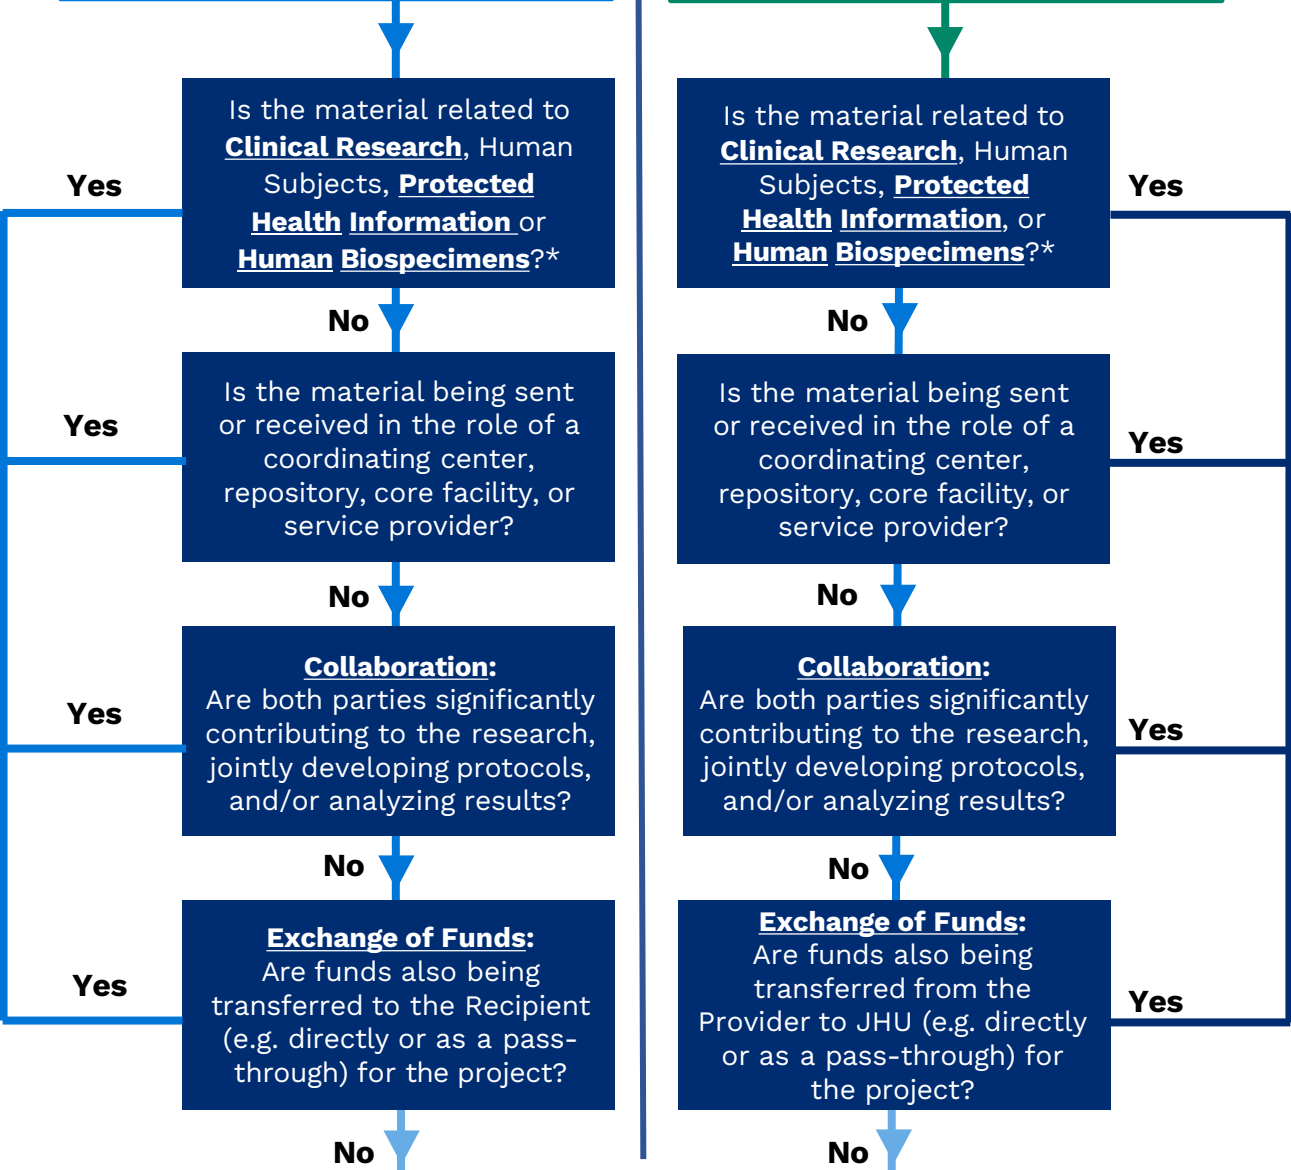 Is the material related to
Clinical Research, Human
Subjects, Protected
Health Information or
Human Biospecimens?*
Yes
No
Is the material being sent
or received in the role of a
coordinating center,
repository, core facility, or
service provider?
Yes
No
Collaboration:
Are both parties significantly
contributing to the research,
jointly developing protocols,
and/or analyzing results?
Yes
No
Exchange of Funds:
Are funds also being
transferred to the Recipient
(e.g. directly or as a pass-
through) for the project?
Yes
No
Is the material related to
Clinical Research, Human
Subjects, Protected
Health Information, or
Human Biospecimens?*
Yes
No
Is the material being sent
or received in the role of a
coordinating center,
repository, core facility, or
service provider?
Yes
No
Collaboration:
Are both parties significantly
contributing to the research,
jointly developing protocols,
and/or analyzing results?
Yes
No
Exchange of Funds:
Are funds also being
transferred from the
Provider to JHU (e.g. directly
or as a pass-through) for
the project?
Yes
No